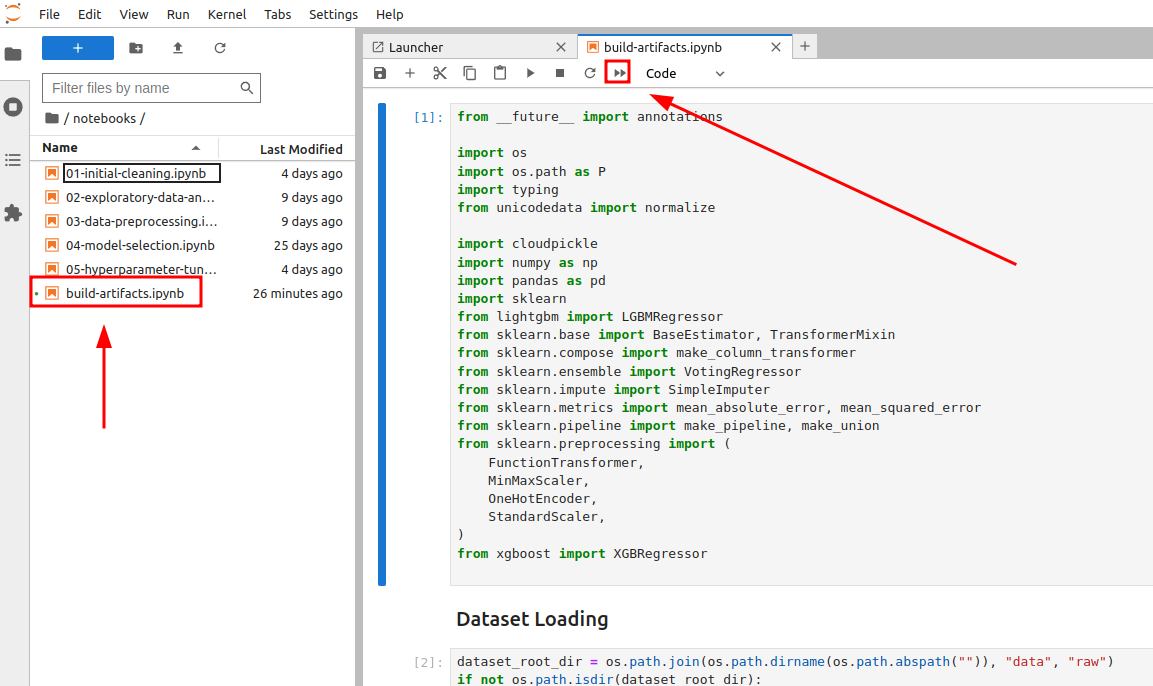 File Edit View Run Kernel Tabs Settings Help
+
Filter files by name
/ notebooks /
Name Last Modified
01-initial-cleaning.ipynb 4 days ago
02-exploratory-data-an… 9 days ago
03-data-preprocessing.i… 9 days ago
04-model-selection.ipynb 25 days ago
05-hyperparameter-tun… 4 days ago
build-artifacts.ipynb 26 minutes ago
Launcher build-artifacts.ipynb
Code
[1]: from __future__ import annotations
import os
import os.path as P
import typing
from unicodedata import normalize
import cloudpickle
import numpy as np
import pandas as pd
import sklearn
from lightgbm import LGBMRegressor
from sklearn.base import BaseEstimator, TransformerMixin
from sklearn.compose import make_column_transformer
from sklearn.ensemble import VotingRegressor
from sklearn.impute import SimpleImputer
from sklearn.metrics import mean_absolute_error, mean_squared_error
from sklearn.pipeline import make_pipeline, make_union
from sklearn.preprocessing import (
    FunctionTransformer,
    MinMaxScaler,
    OneHotEncoder,
    StandardScaler,
)
from xgboost import XGBRegressor
Dataset Loading
[2]: dataset_root_dir = os.path.join(os.path.dirname(os.path.abspath("")), "data", "raw")
if not os.path.isdir(dataset_root_dir):